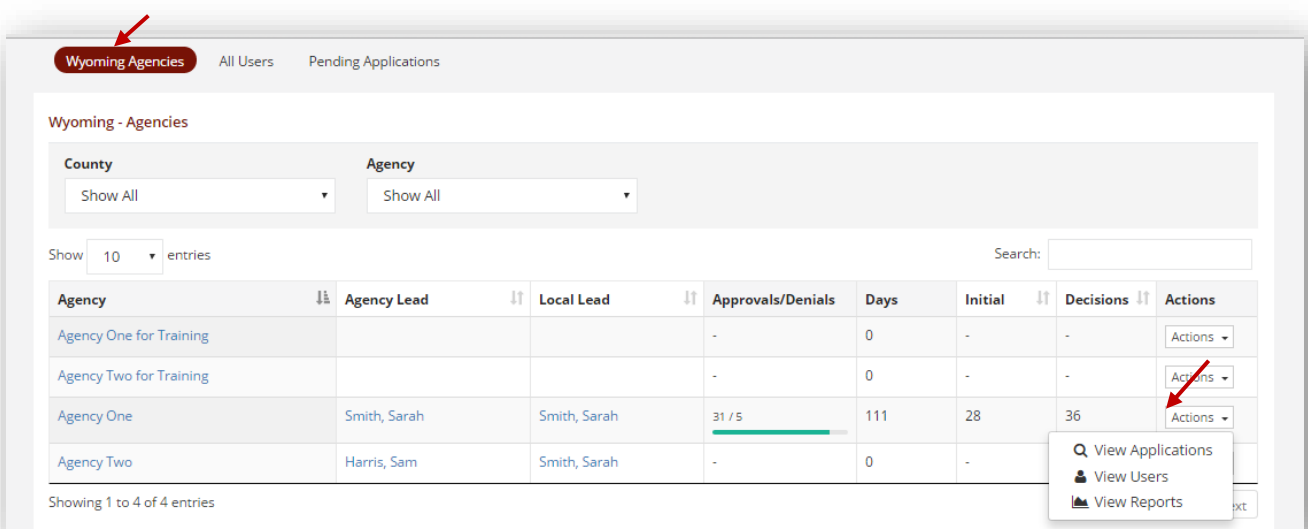 Wyoming Agencies All Users Pending Applications
Wyoming - Agencies
County Agency
Show All Show All
Show 10 entries Search:
Agency Agency Lead Local Lead Approvals/Denials Days Initial Decisions Actions
Agency One for Training - 0 - - Actions
Agency Two for Training - 0 - - Actions
Agency One Smith, Sarah Smith, Sarah 31 / 5 111 28 36 Actions
Agency Two Harris, Sam Smith, Sarah - 0 -
View Applications
View Users
View Reports
Showing 1 to 4 of 4 entries